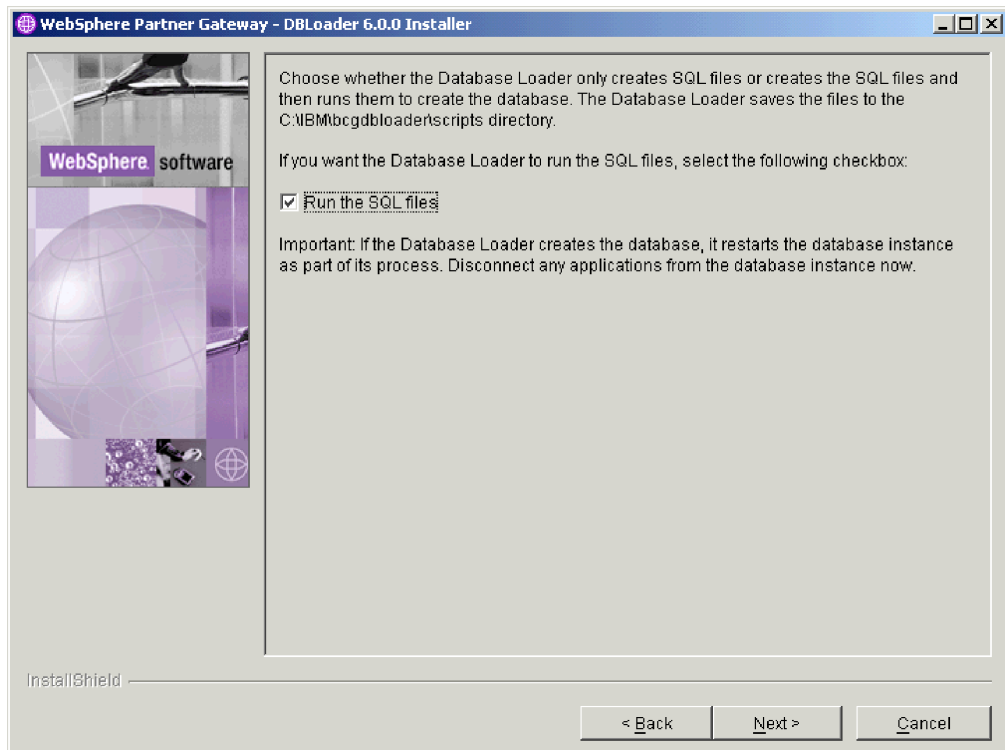 WebSphere Partner Gateway - DBLoader 6.0.0 Installer
Choose whether the Database Loader only creates SQL files or creates the SQL files and
then runs them to create the database. The Database Loader saves the files to the
C:\IBM\bcgdbloader\scripts directory.
WebSphere. software
If you want the Database Loader to run the SQL files, select the following checkbox:
Run the SQL files
Important: If the Database Loader creates the database, it restarts the database instance
as part of its process. Disconnect any applications from the database instance now.
InstallShield
< Back
Next >
Cancel